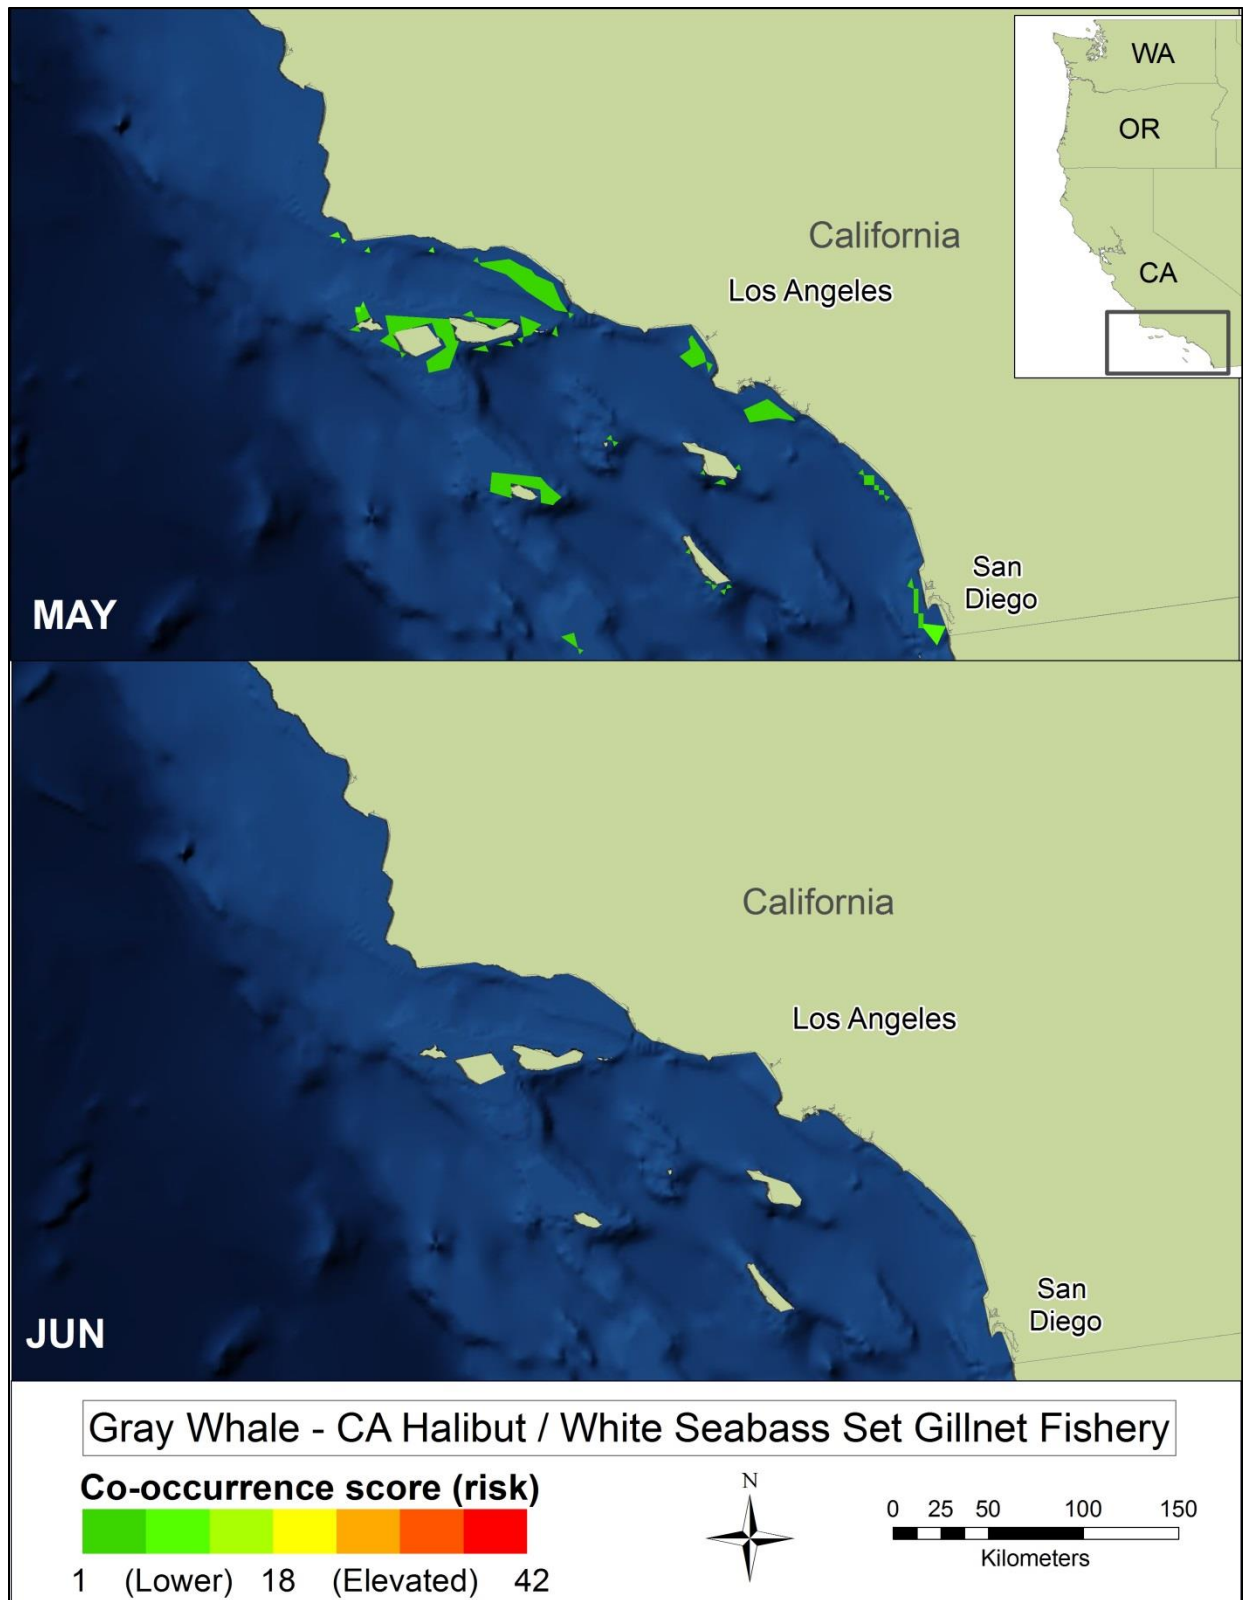 WA
OR
CA
California
Los Angeles
San
Diego
MAY
California
Los Angeles
San
Diego
JUN
Gray Whale - CA Halibut / White Seabass Set Gillnet Fishery
Co-occurrence score (risk)
1 (Lower) 18 (Elevated) 42
N
0 25 50 100 150
Kilometers